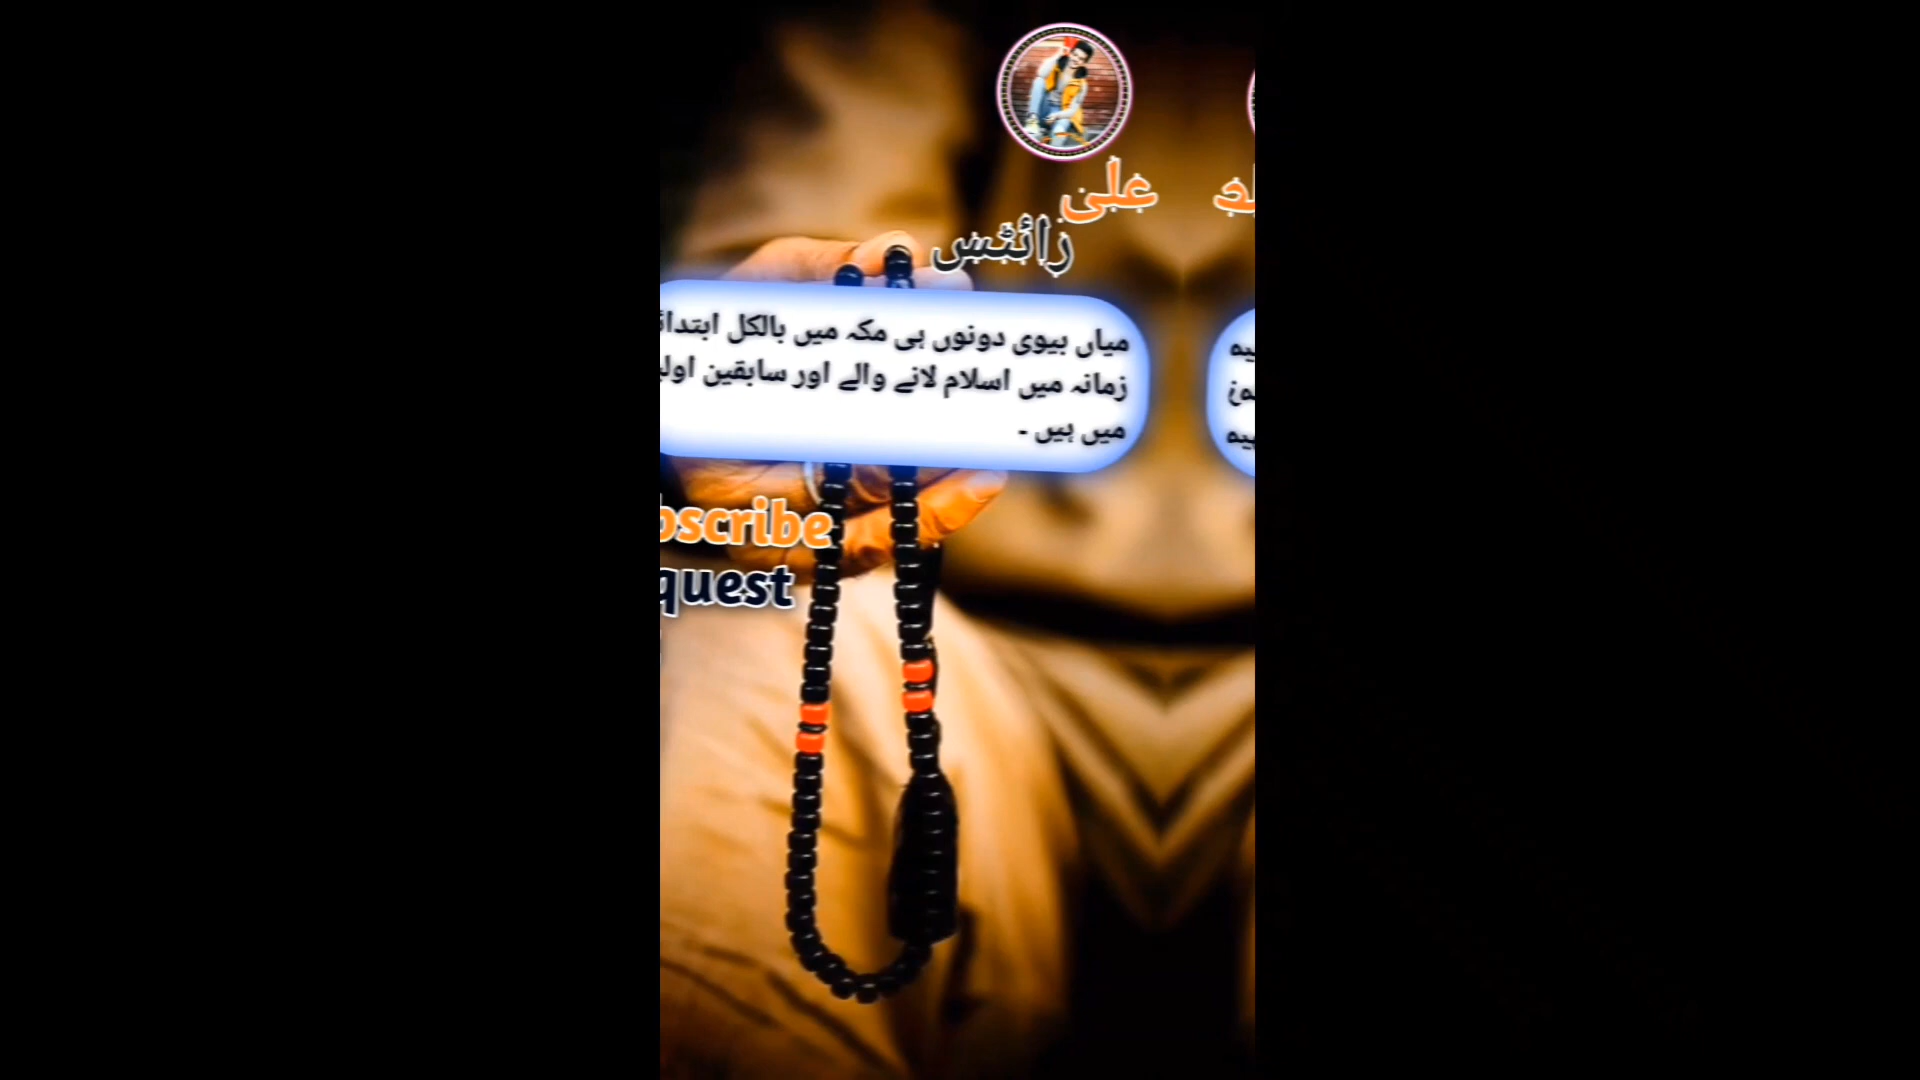 علی
رائٹس
میاں بیوی دونوں ہی مکہ میں بالکل
زمانہ میں اسلام لانے والے اور سابقین
میں ہیں ۔
bscribe
quest